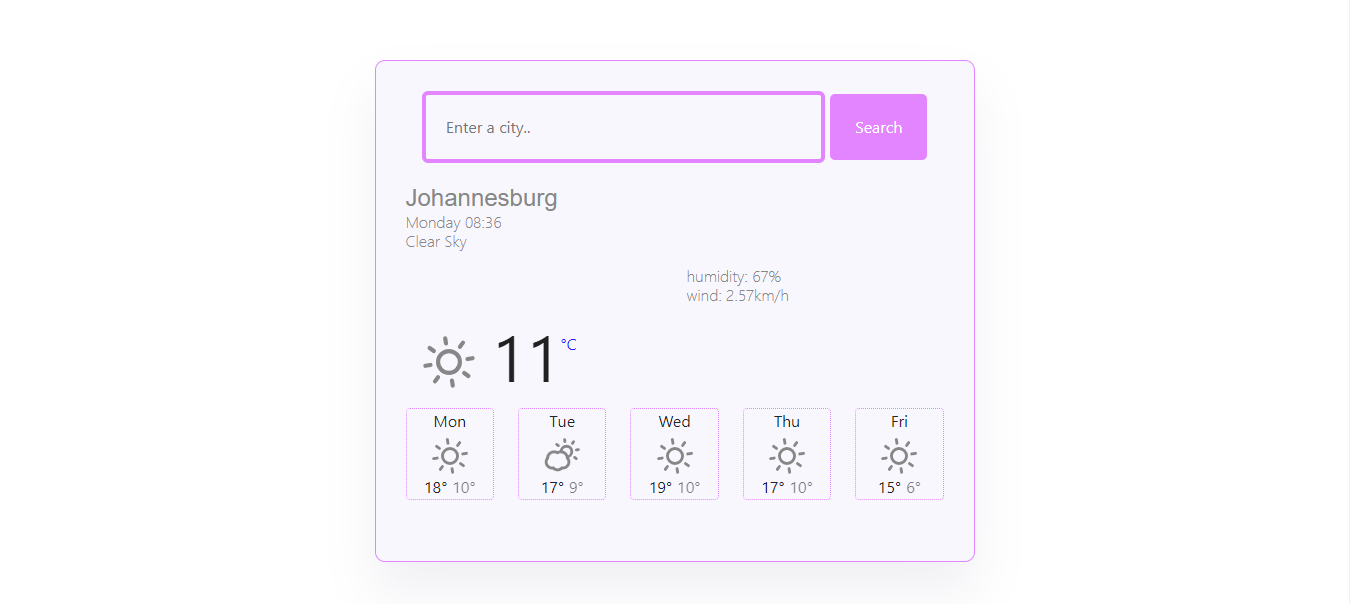 Enter a city..
Search
Johannesburg
Monday 08:36
Clear Sky
humidity: 67%
wind: 2.57km/h
11 °C
Mon Tue Wed Thu Fri
18° 10° 17° 9° 19° 10° 17° 10° 15° 6°